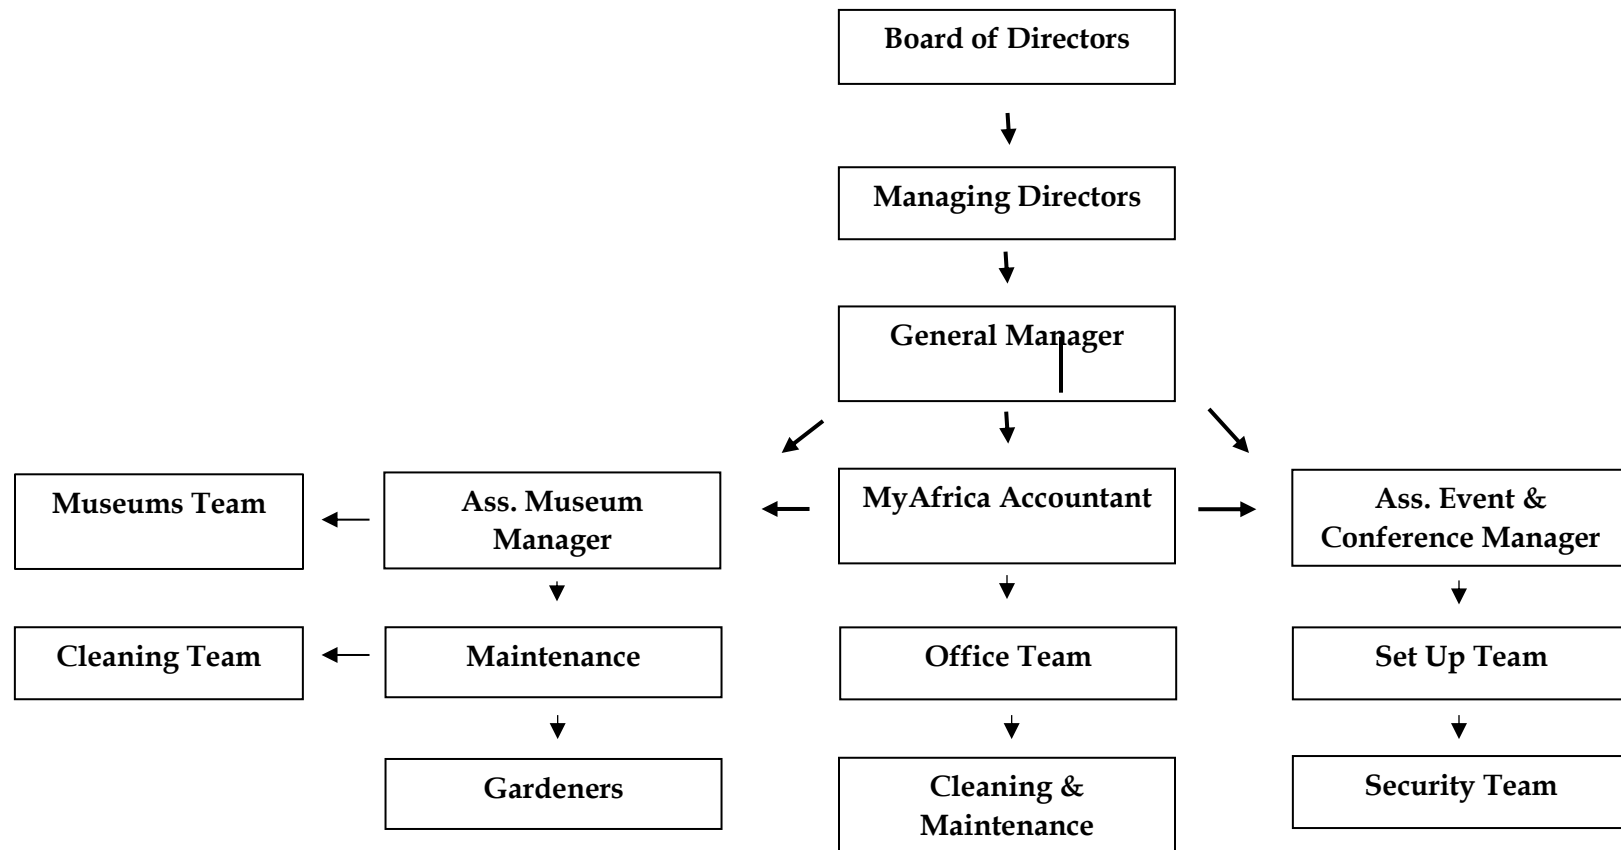 Board of Directors
Managing Directors
General Manager
Museums Team
Ass. Museum
Manager
MyAfrica Accountant
Ass. Event &
Conference Manager
Cleaning Team
Maintenance
Office Team
Set Up Team
Gardeners
Cleaning &
Maintenance
Security Team